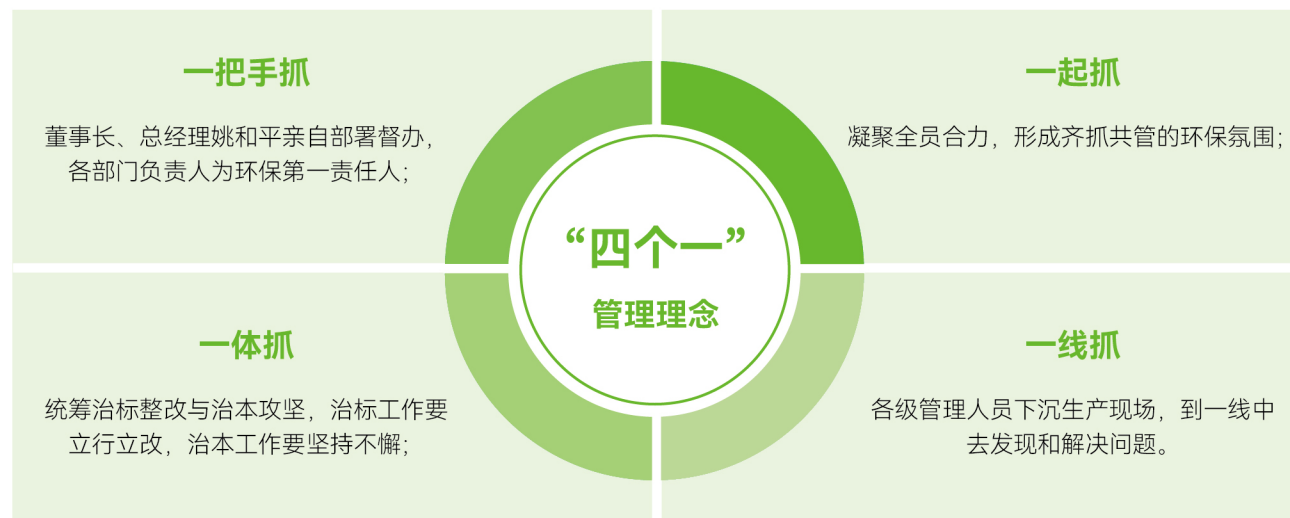 一把手抓
董事长、总经理姚和平亲自部署督办，
各部门负责人为环保第一责任人；
一起抓
凝聚全员合力，形成齐抓共管的环保氛围；
“四个一”
管理理念
一体抓
统筹治标整改与治本攻坚，治标工作要
立行立改，治本工作要坚持不懈；
一线抓
各级管理人员下沉生产现场，到一线中
去发现和解决问题。